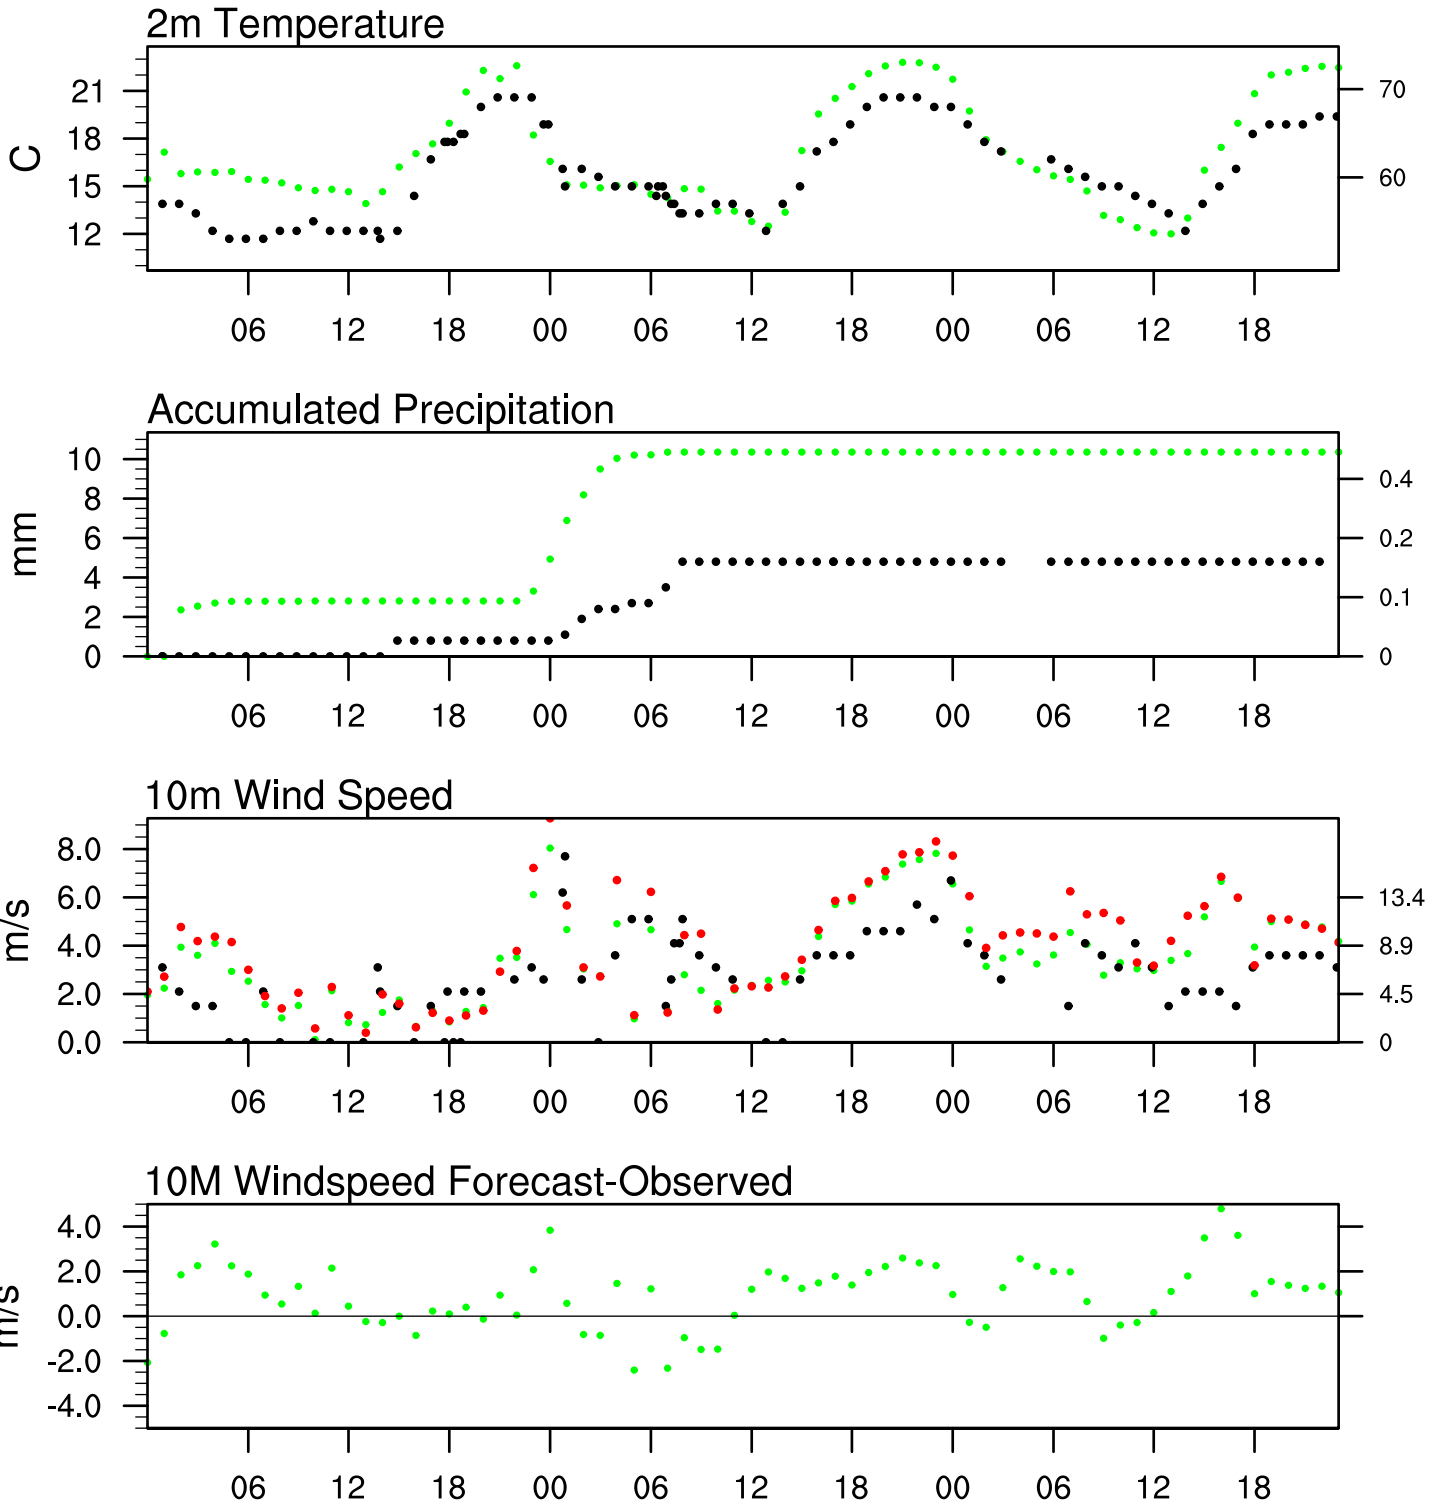 2m Temperature
C
21
18
15
12
70
60
06 12 18 00 06 12 18 00 06 12 18
Accumulated Precipitation
mm
10
8
6
4
2
0
0.4
0.2
0.1
0
06 12 18 00 06 12 18 00 06 12 18
10m Wind Speed
m/s
8.0
6.0
4.0
2.0
0.0
13.4
8.9
4.5
0
06 12 18 00 06 12 18 00 06 12 18
10M Windspeed Forecast-Observed
m/s
4.0
2.0
0.0
-2.0
-4.0
06 12 18 00 06 12 18 00 06 12 18